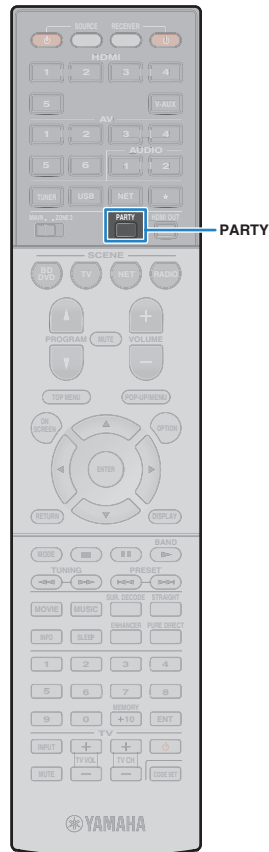 SOURCE RECEIVER
HDMI
1 2 3 4
5 V-AUX
AV
1 2 3 4
AUDIO
5 6 1 2
TUNER USB NET
MAIN ZONE 2 PARTY HDMI OUT
PARTY
SCENE
BD DVD TV NET RADIO
PROGRAM MUTE VOLUME
TOP MENU POP-UP/MENU
ON SCREEN OPTION
ENTER
RETURN DISPLAY
BAND
MODE
TUNING PRESET
MOVIE MUSIC SUR. DECODE STRAIGHT
INFO SLEEP ENHANCER PURE DIRECT
1 2 3 4
5 6 7 8
MEMORY
9 0 +10 ENT
TV
INPUT TV VOL TV CH
MUTE CODE SET
YAMAHA